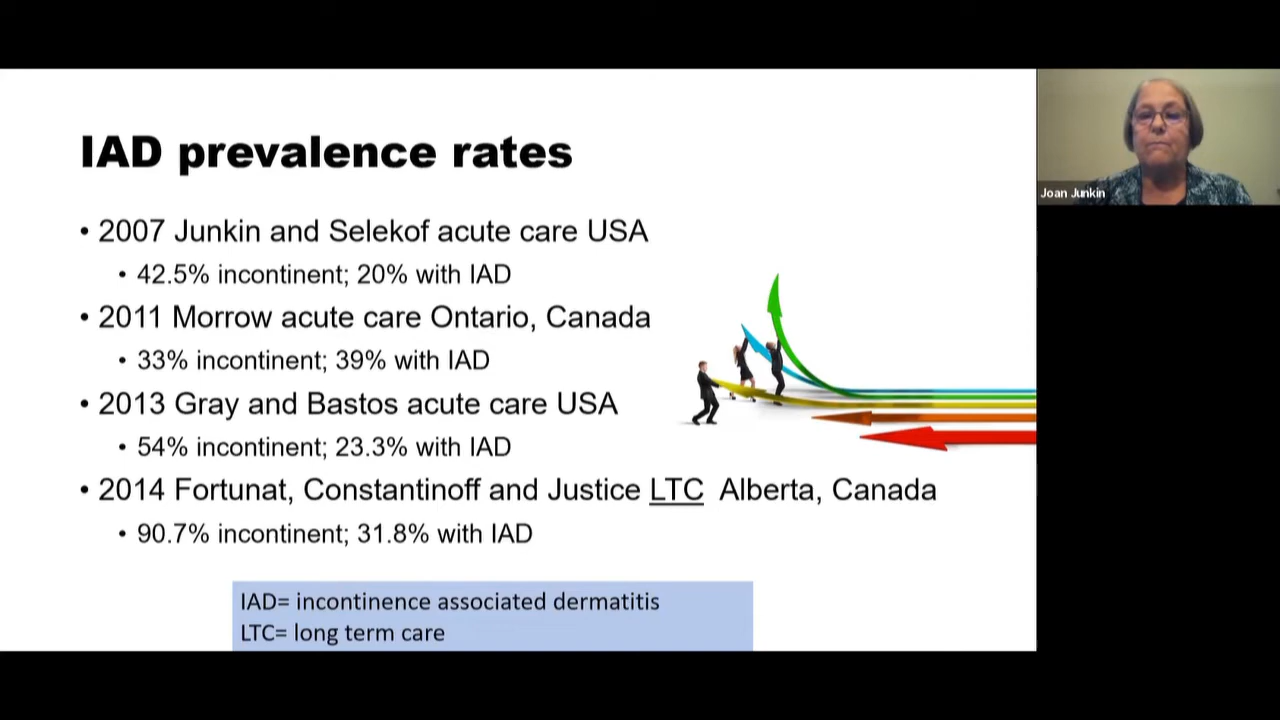 IAD prevalence rates
• 2007 Junkin and Selekof acute care USA
• 42.5% incontinent; 20% with IAD
• 2011 Morrow acute care Ontario, Canada
• 33% incontinent; 39% with IAD
• 2013 Gray and Bastos acute care USA
• 54% incontinent; 23.3% with IAD
• 2014 Fortunat, Constantinoff and Justice LTC Alberta, Canada
• 90.7% incontinent; 31.8% with IAD
IAD= incontinence associated dermatitis
LTC= long term care
Joan Junkin